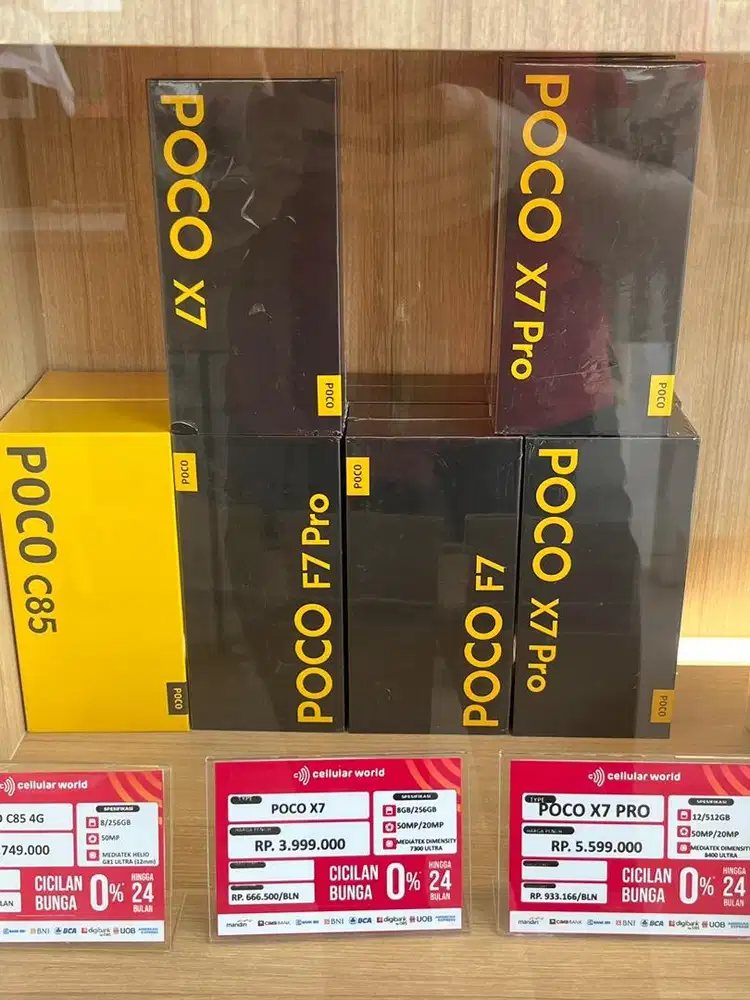 POCO X7
POCO
POCO X7 Pro
POCO
POCO C85
POCO
POCO
POCO F7 Pro
POCO
POCO F7
POCO X7 Pro
POCO
cellular world
C85 4G
749.000
LAN
SPESIFIKASI
8/256GB
50MP
MEDIATEK HELIO
G81 ULTRA (12nm)
CICILAN
BUNGA
0%
HINGGA
24
BULAN
BNI
BCA
digibank
UOB
cellular world
TYPE
POCO X7
HARGA
RP. 3.999.000
RP. 666.500/BLN
SPESIFIKASI
8GB/256GB
50MP/20MP
MEDIATEK DIMENSITY
7300 ULTRA
CICILAN
BUNGA
0%
HINGGA
24
BULAN
mandiri
CIMB NIAGA
BNI
BCA
digibank
UOB
cellular world
TYPE
POCO X7 PRO
HARGA
RP. 5.599.000
RP. 933.166/BLN
SPESIFIKASI
12/512GB
50MP/20MP
MEDIATEK DIMENSITY
8400 ULTRA
CICILAN
BUNGA
0%
HINGGA
24
BULAN
mandiri
BNI
BCA
digibank
UOB